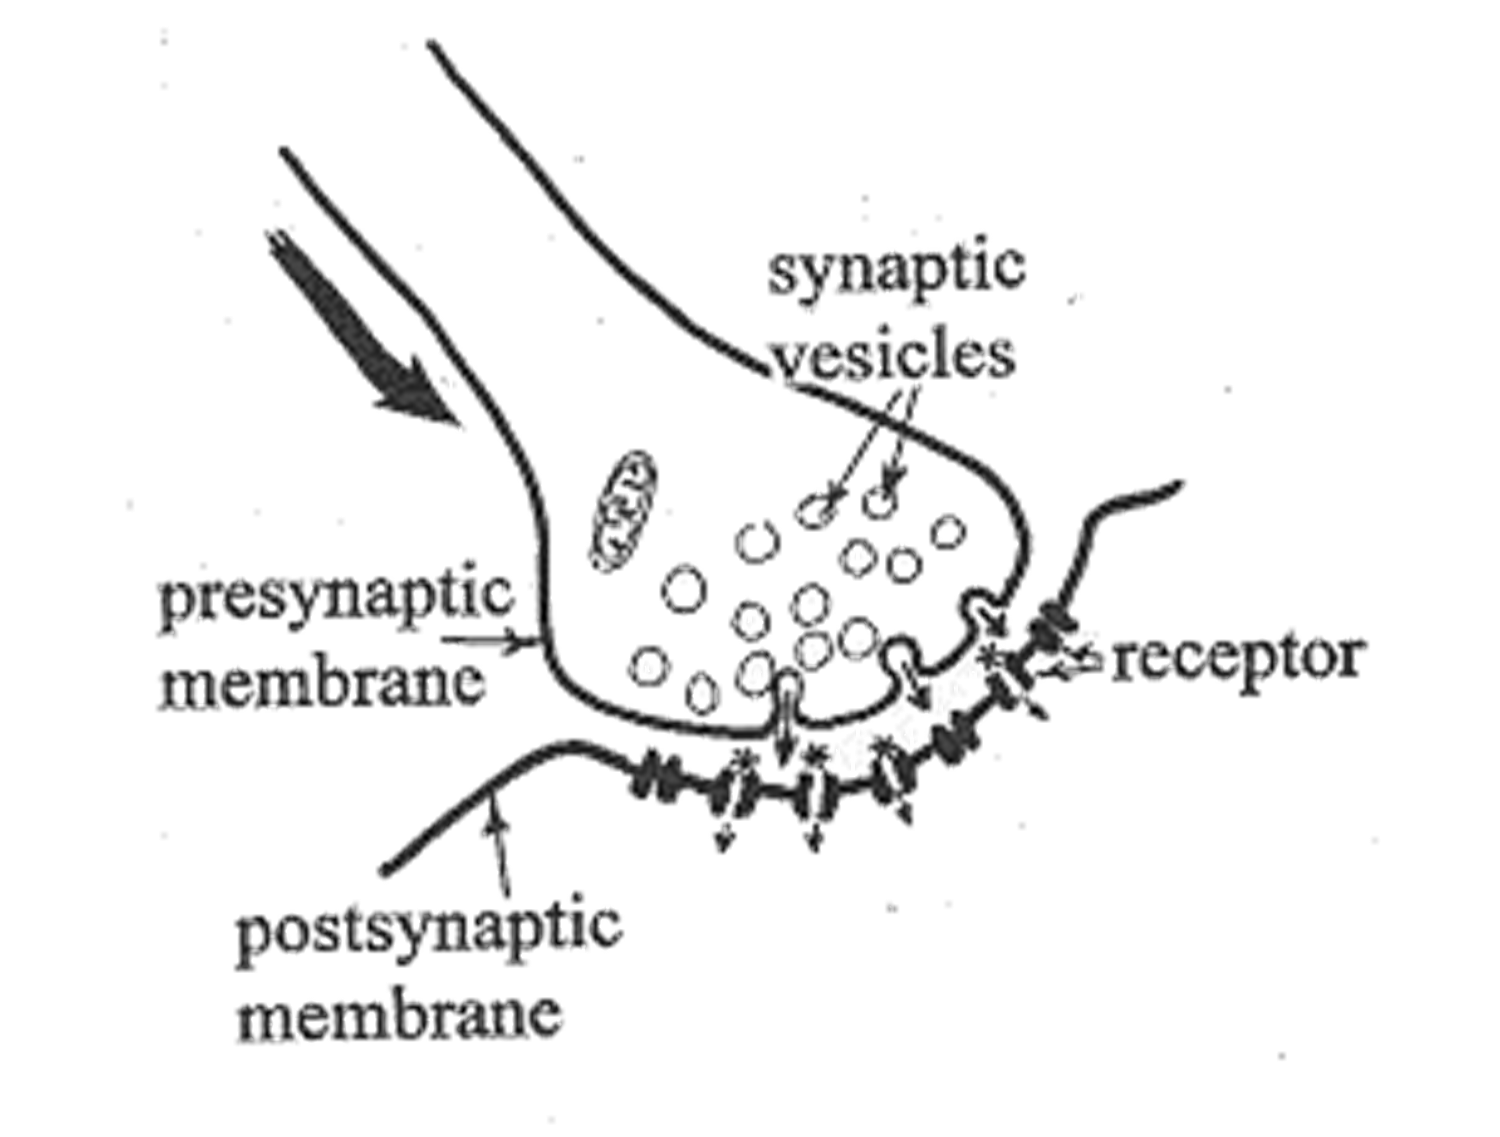 synaptic
vesicles
presynaptic
membrane
receptor
postsynaptic
membrane